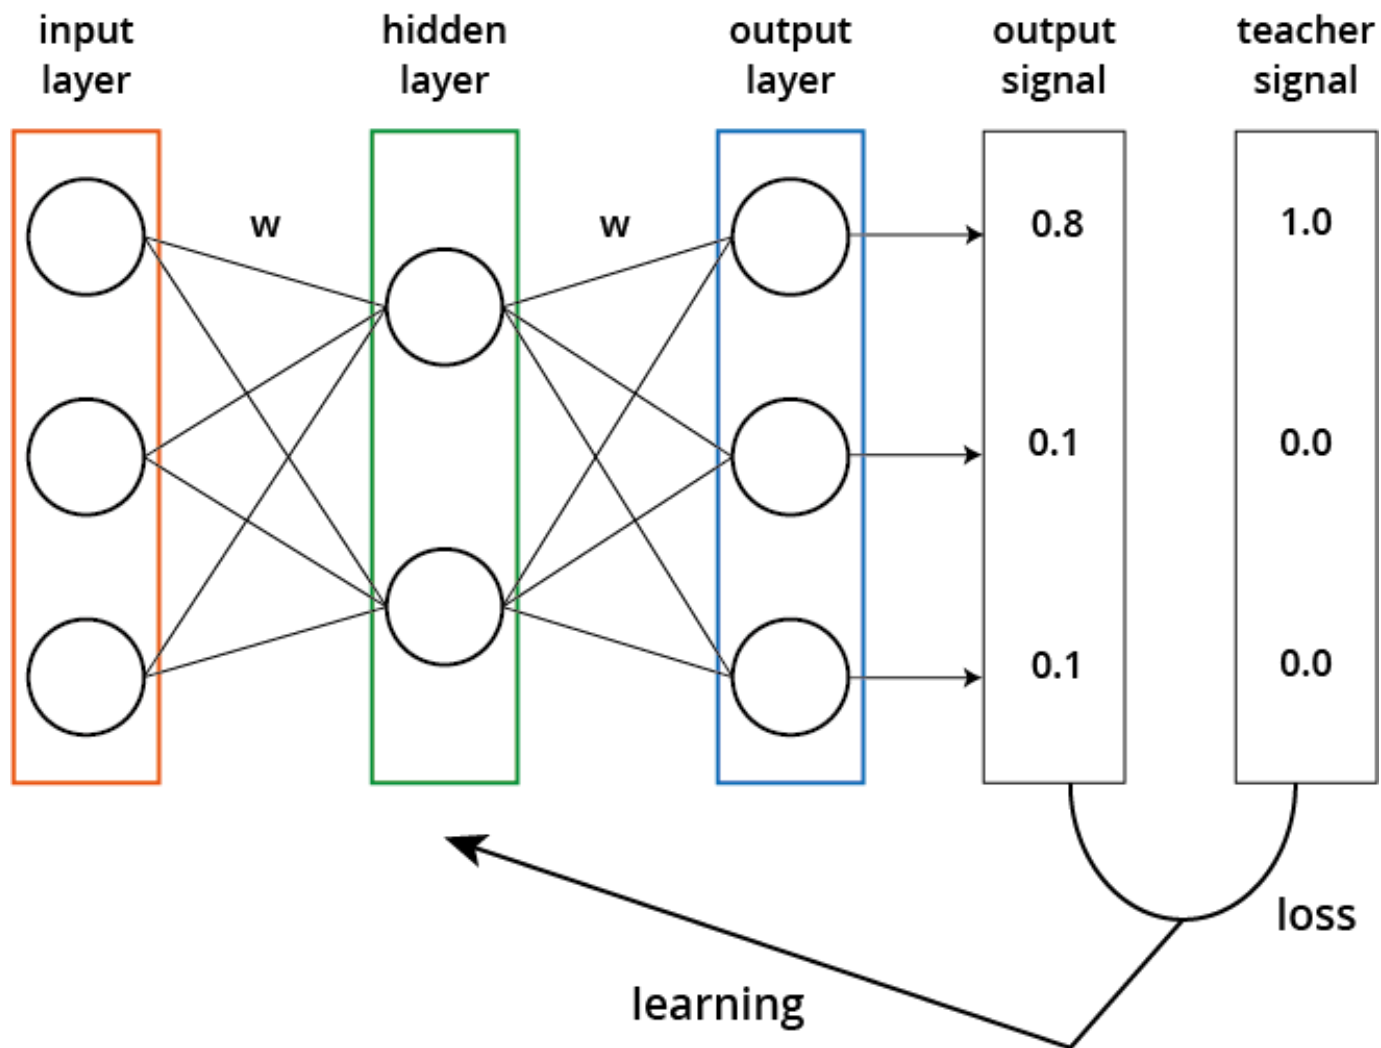 input
layer
hidden
layer
output
layer
output
signal
teacher
signal
w
w
0.8
1.0
0.1
0.0
0.1
0.0
loss
learning